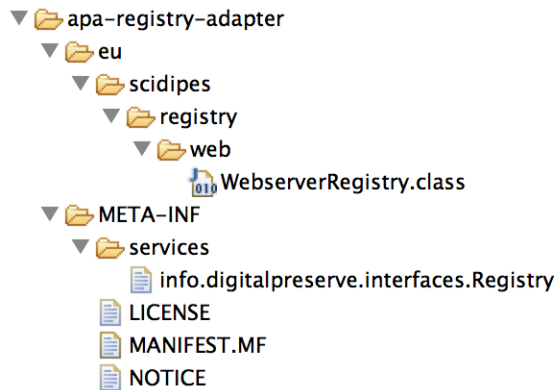 apa-registry-adapter
eu
scidipes
registry
web
WebserverRegistry.class
META-INF
services
info.digitalpreserve.interfaces.Registry
LICENSE
MANIFEST.MF
NOTICE